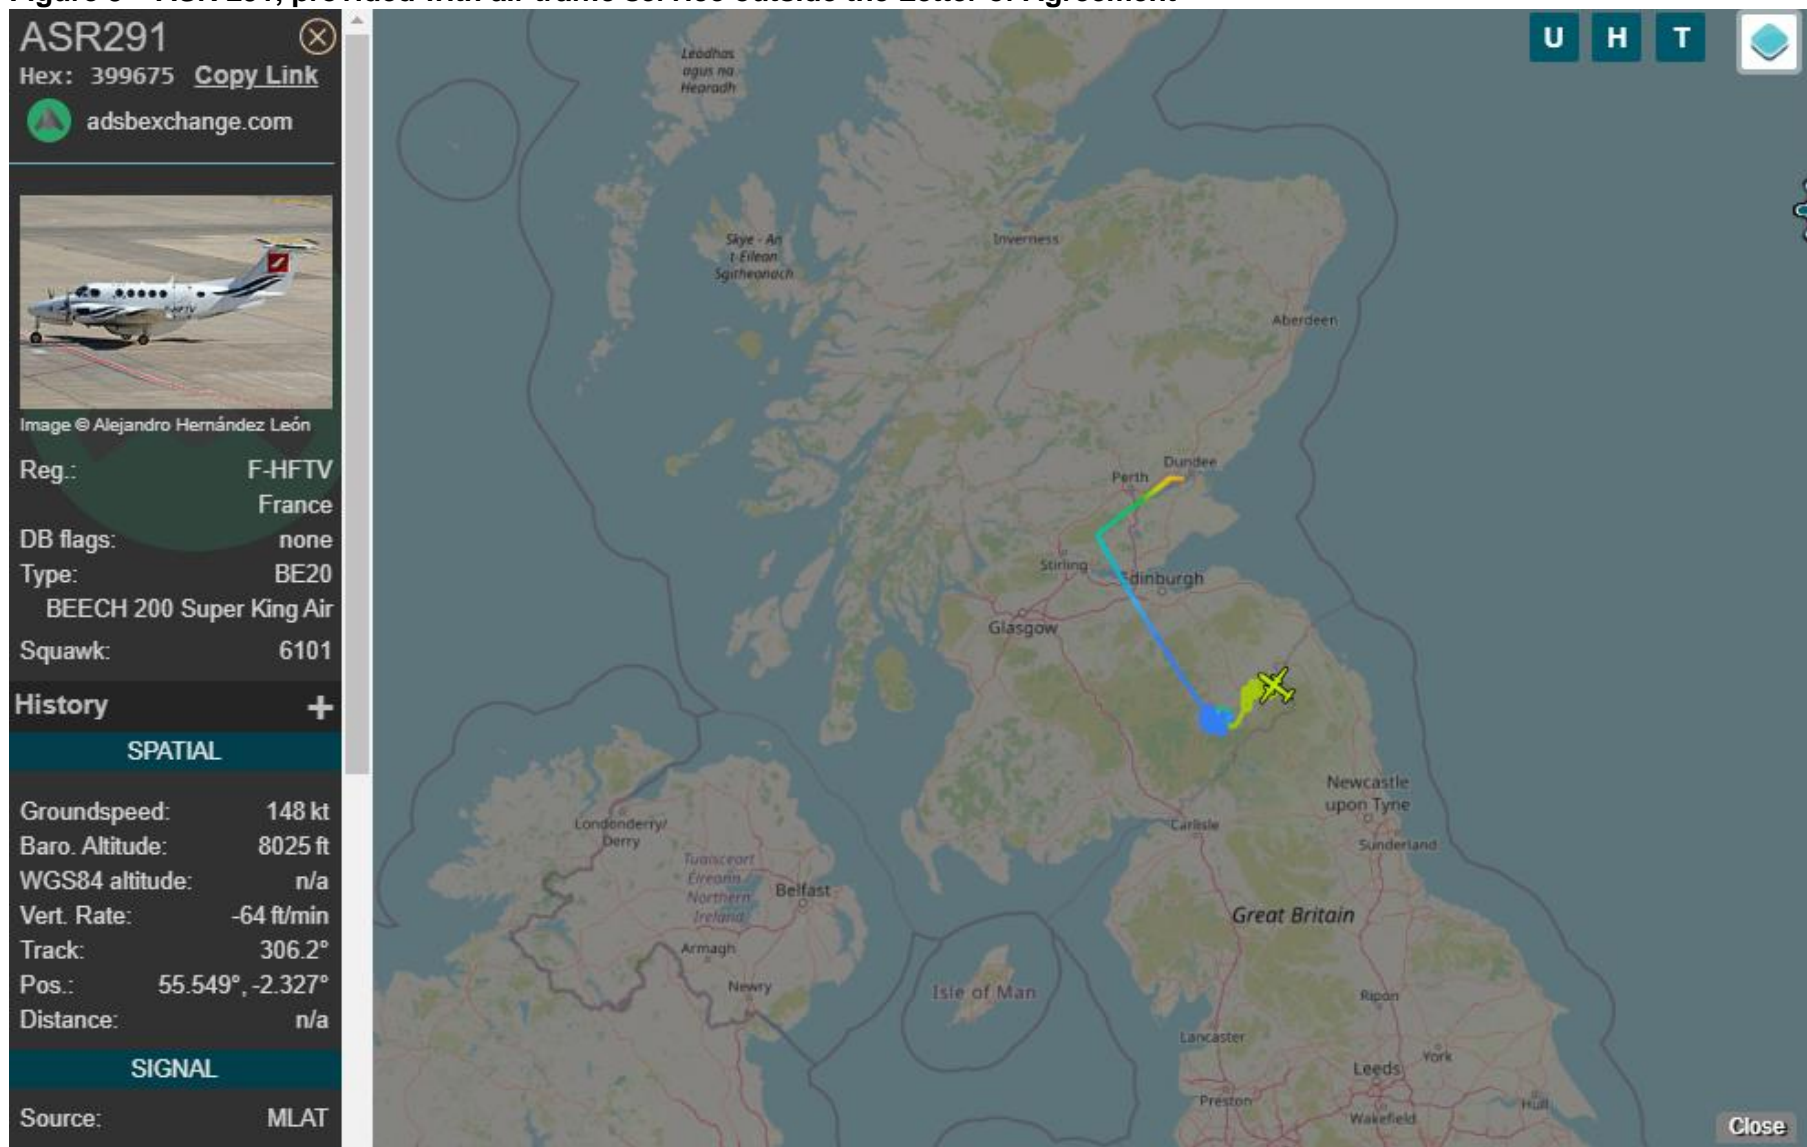 ASR291
Hex: 399675 Copy Link
adsbexchange.com
Image © Alejandro Hernández León
Reg.: F-HFTV
France
DB flags: none
Type: BE20
BEECH 200 Super King Air
Squawk: 6101
History +
SPATIAL
Groundspeed: 148 kt
Baro. Altitude: 8025 ft
WGS84 altitude: n/a
Vert. Rate: -64 ft/min
Track: 306.2°
Pos.: 55.549°, -2.327°
Distance: n/a
SIGNAL
Source: MLAT
U H T
Leodhas
agus na
Hearadh
Skye - An
t-Eilean
Sgitheanach
Inverness
Aberdeen
Dundee
Perth
Stirling
Edinburgh
Glasgow
Newcastle
upon Tyne
Carlisle
Sunderland
Londonderry/
Derry
Tuaisceart
Éireann /
Northern
Ireland
Belfast
Great Britain
Armagh
Newry
Isle of Man
Ripon
Lancaster
York
Leeds
Preston
Hull
Wakefield
Close